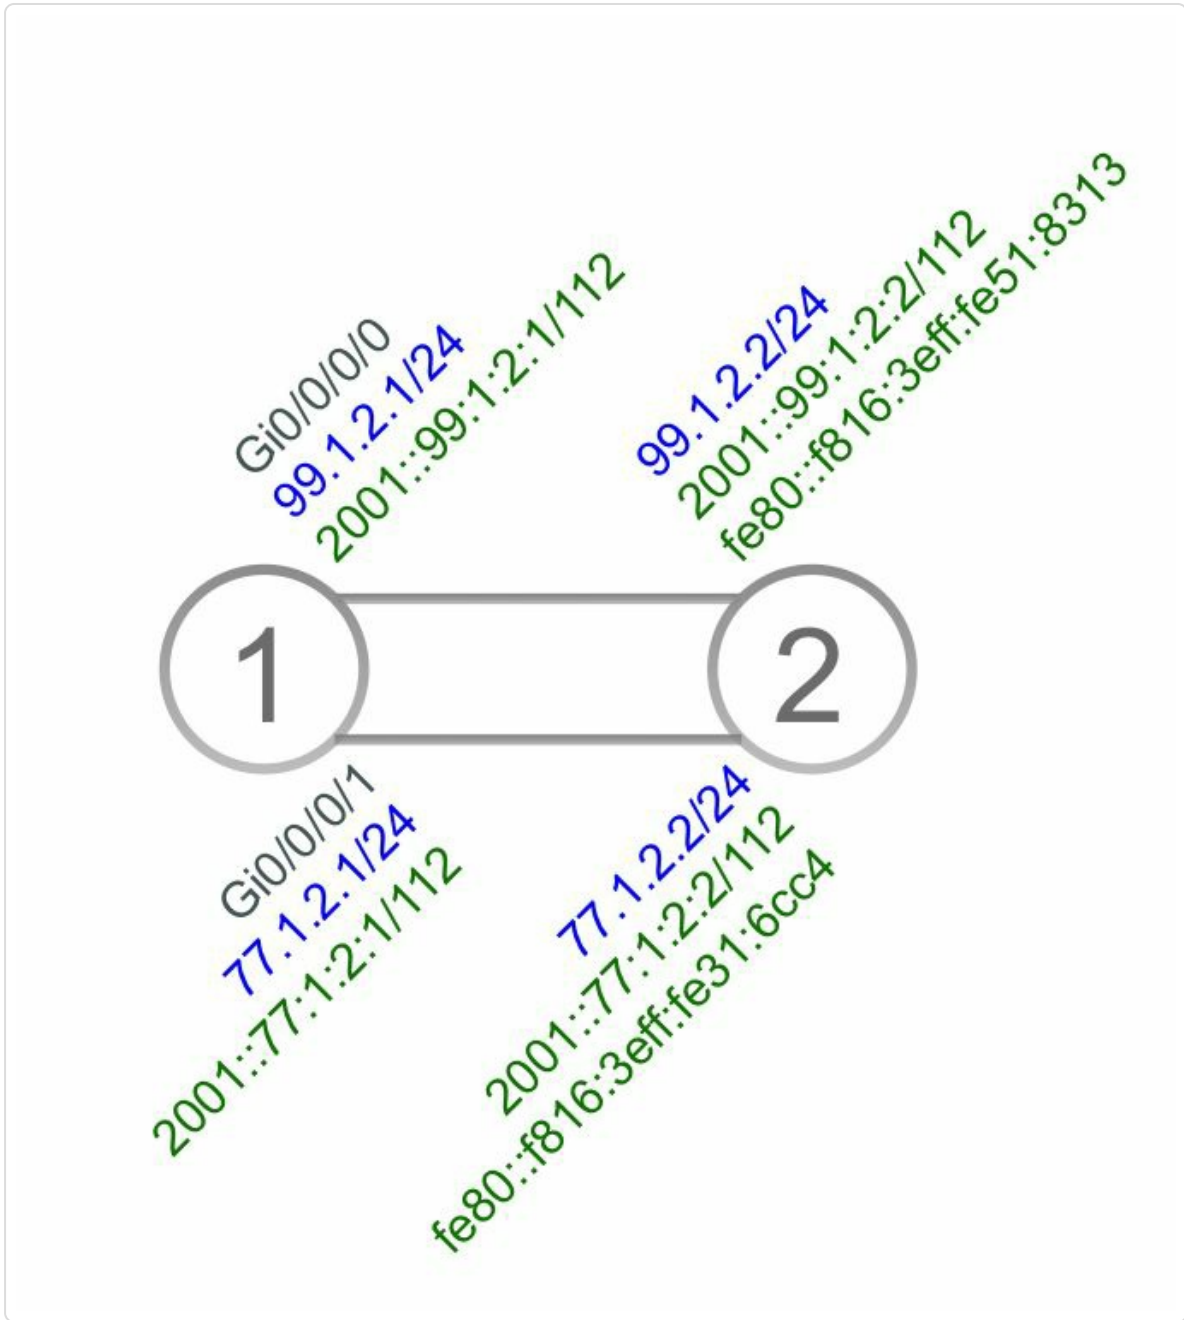 Gi0/0/0/0
99.1.2.1/24
2001::99:1:2:1/112
99.1.2.2/24
2001::99:1:2:2/112
fe80::f816:3eff:fe51:8313
1
2
Gi0/0/0/1
77.1.2.1/24
2001::77:1:2:1/112
77.1.2.2/24
2001::77:1:2:2/112
fe80::f816:3eff:fe31:6cc4